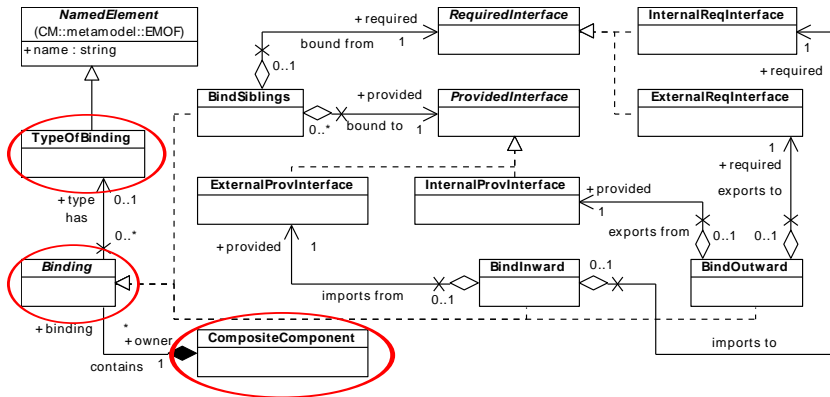 NamedElement
(CM::metamodel::EMOF)
+ name : string
+ required
bound from
1
0..1
RequiredInterface
InternalReqInterface
1
+ required
BindSiblings
0..*
+ provided
bound to
1
ProvidedInterface
ExternalReqInterface
1
+ required
exports to
0..1
TypeOfBinding
+ type
has
0..1
0..*
ExternalProvInterface
+ provided
1
InternalProvInterface
+ provided
1
exports from
0..1
Binding
+ binding
*
imports from
0..1
BindInward
0..1
BindOutward
+ owner
1
contains
CompositeComponent
imports to